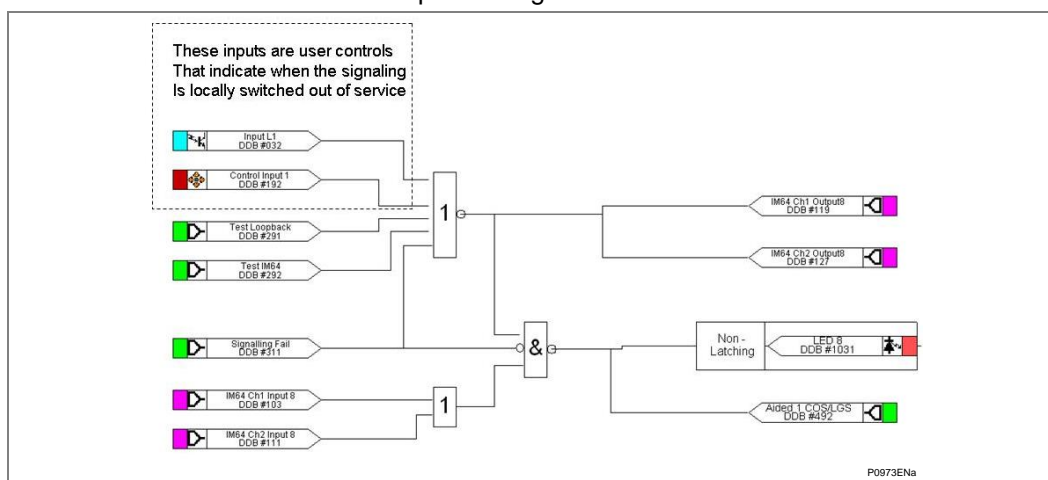 These inputs are user controls
That indicate when the signaling
Is locally switched out of service
Input L1
DDB #032
Control Input 1
DDB #192
Test Loopback
DDB #291
Test IM64
DDB #292
Signalling Fail
DDB #311
IM64 Ch1 Input 8
DDB #103
IM64 Ch2 Input 8
DDB #111
1
&
1
IM64 Ch1 Output8
DDB #119
IM64 Ch2 Output8
DDB #127
Non -
Latching
LED 8
DDB #1031
Aided 1 COS/LGS
DDB #492
P0973ENa